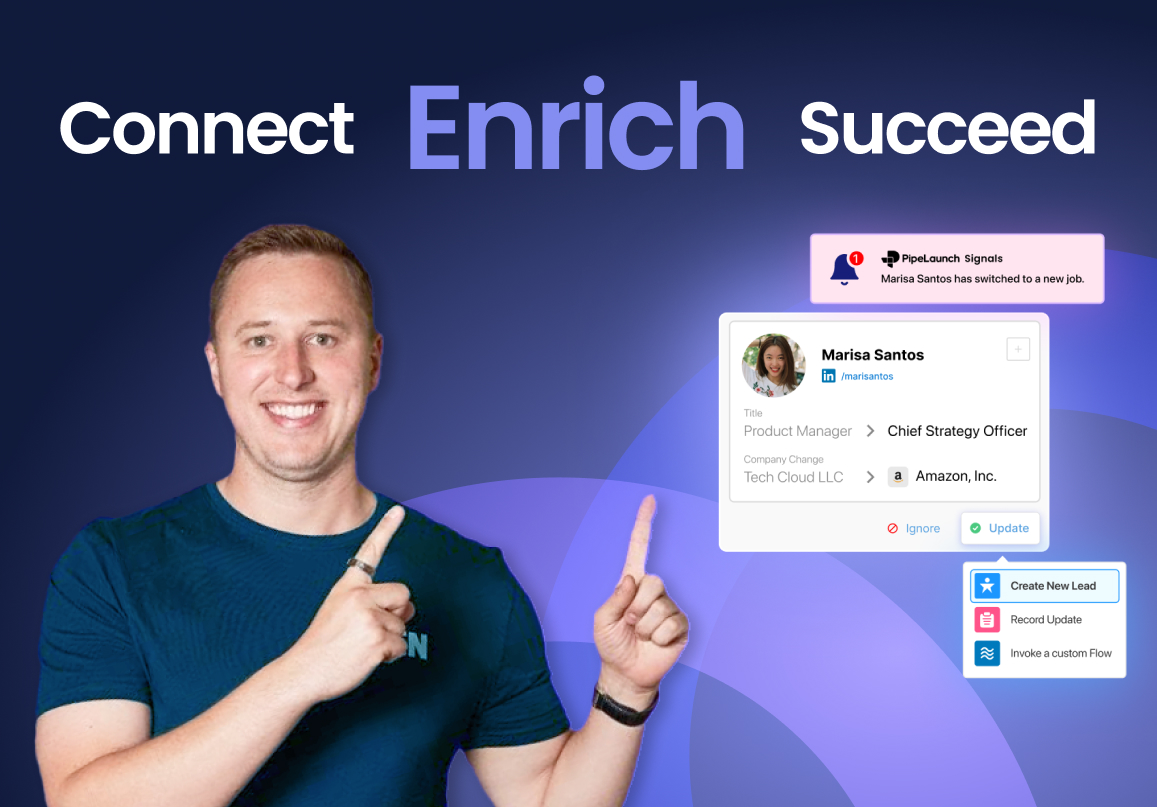 Connect Enrich Succeed
1
PipeLaunch Signals
Marisa Santos has switched to a new job.
Marisa Santos
in /marisantos
Title
Product Manager > Chief Strategy Officer
Company Change
Tech Cloud LLC > a Amazon, Inc.
Ignore Update
Create New Lead
Record Update
Invoke a custom Flow
EN